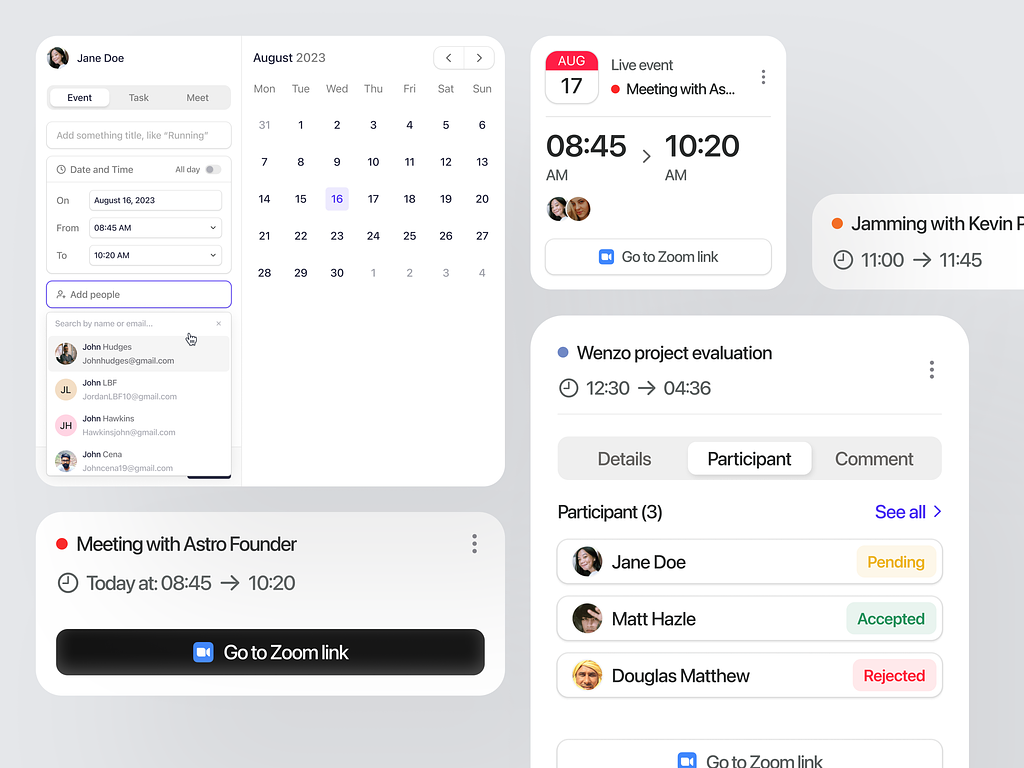 Jane Doe
Event Task Meet
Add something title, like “Running”
Date and Time All day
On August 16, 2023
From 08:45 AM
To 10:20 AM
Add people
Search by name or email...
John Hudges
Johnhudges@gmail.com
JL
John LBF
JordanLBF10@gmail.com
JH
John Hawkins
Hawkinsjohn@gmail.com
John Cena
Johncena19@gmail.com
August 2023
Mon Tue Wed Thu Fri Sat Sun
31 1 2 3 4 5 6
7 8 9 10 11 12 13
14 15 16 17 18 19 20
21 22 23 24 25 26 27
28 29 30 1 2 3 4
AUG
17
Live event
Meeting with As...
08:45 10:20
AM AM
Go to Zoom link
Jamming with Kevin P
11:00 → 11:45
Meeting with Astro Founder
Today at: 08:45 → 10:20
Go to Zoom link
Wenzo project evaluation
12:30 → 04:36
Details Participant Comment
Participant (3) See all
Jane Doe Pending
Matt Hazle Accepted
Douglas Matthew Rejected
Go to Zoom link